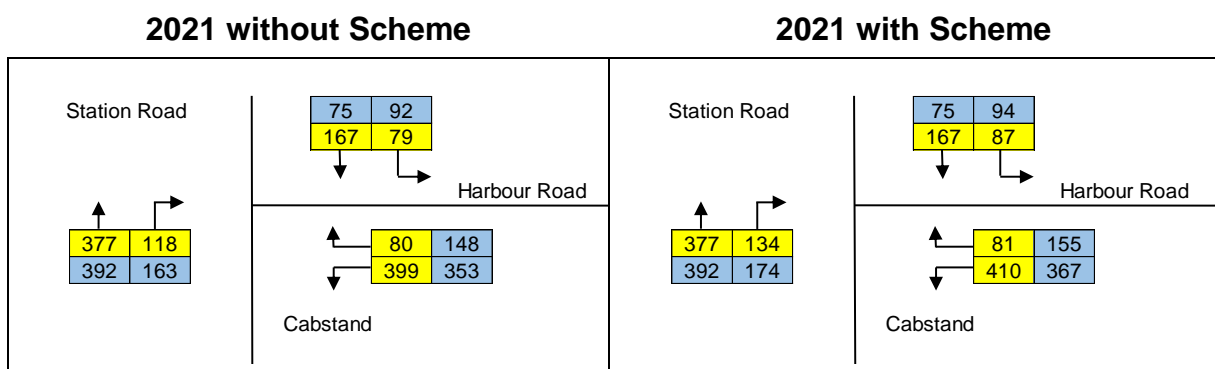 2021 without Scheme
Station Road
75 92
167 79
Harbour Road
377 118
392 163
80 148
399 353
Cabstand
2021 with Scheme
Station Road
75 94
167 87
Harbour Road
377 134
392 174
81 155
410 367
Cabstand